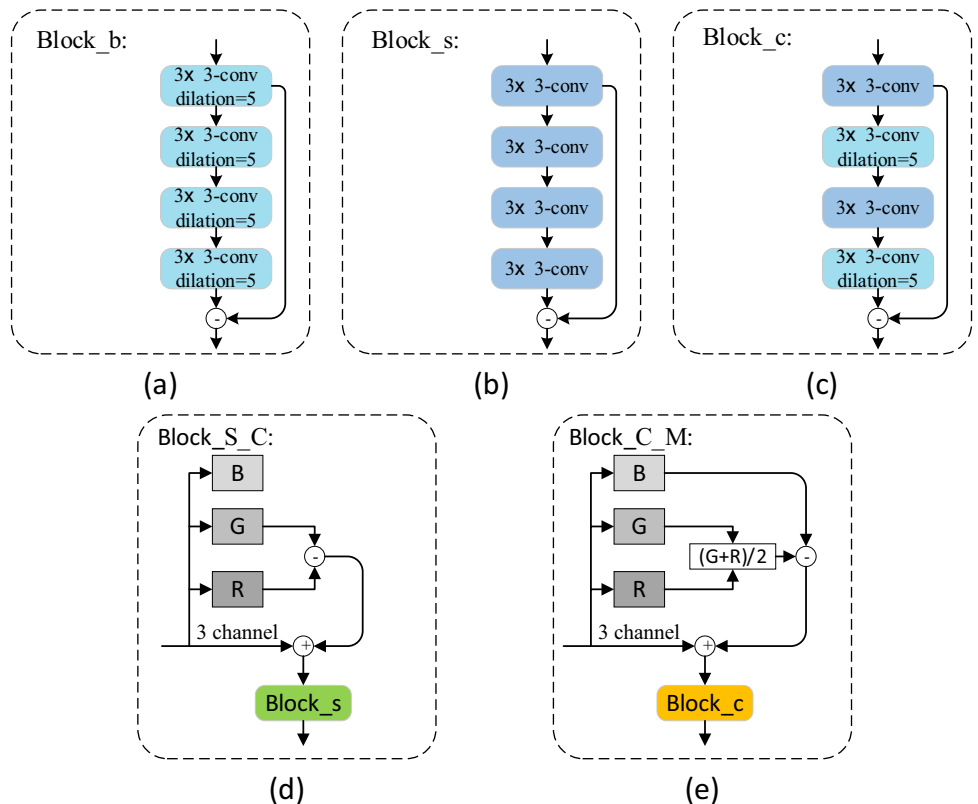 Block_b:
3x 3-conv
dilation=5
3x 3-conv
dilation=5
3x 3-conv
dilation=5
3x 3-conv
dilation=5
-
(a)
Block_s:
3x 3-conv
3x 3-conv
3x 3-conv
3x 3-conv
-
(b)
Block_c:
3x 3-conv
3x 3-conv
dilation=5
3x 3-conv
3x 3-conv
dilation=5
-
(c)
Block_S_C:
B
G
-
R
3 channel
+
Block_s
(d)
Block_C_M:
B
G
(G+R)/2
-
R
3 channel
+
Block_c
(e)